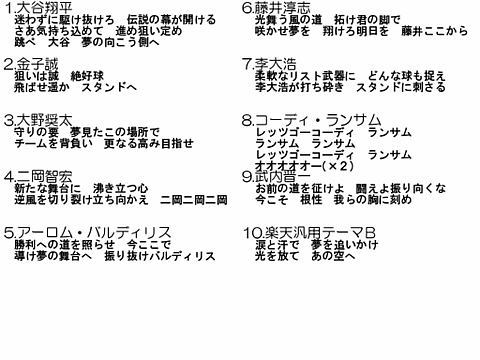 1.大谷翔平
迷わずに駆け抜けろ　伝説の幕が開ける
さあ気持ち込めて　進め狙い定め
跳べ　大谷　夢の向こう側へ
2.金子誠
狙いは誠　絶好球
飛ばせ遥か　スタンドへ
3.大野奨太
守りの要　夢見たこの場所で
チームを背負い　更なる高み目指せ
4.二岡智宏
新たな舞台に　沸き立つ心
逆風を切り裂け立ち向かえ　二岡二岡二岡
5.アーロム・バルディリス
勝利への道を照らせ　今ここで
導け夢の舞台へ　振り抜けバルディリス
6.藤井淳志
光舞う風の道　拓け君の脚で
咲かせ夢を　翔けろ明日を　藤井ここから
7.李大浩
柔軟なリスト武器に　どんな球も捉え
李大浩が打ち砕き　スタンドに刺さる
8.コーディ・ランサム
レッツゴーコーディ　ランサム
ランサム　ランサム
レッツゴーコーディ　ランサム
オオオオオー(×2)
9.武内晋一
お前の道を征けよ　闘えよ振り向くな
今こそ　根性　我らの胸に刻め
10.楽天汎用テーマB
涙と汗で　夢を追いかけ
光を放て　あの空へ